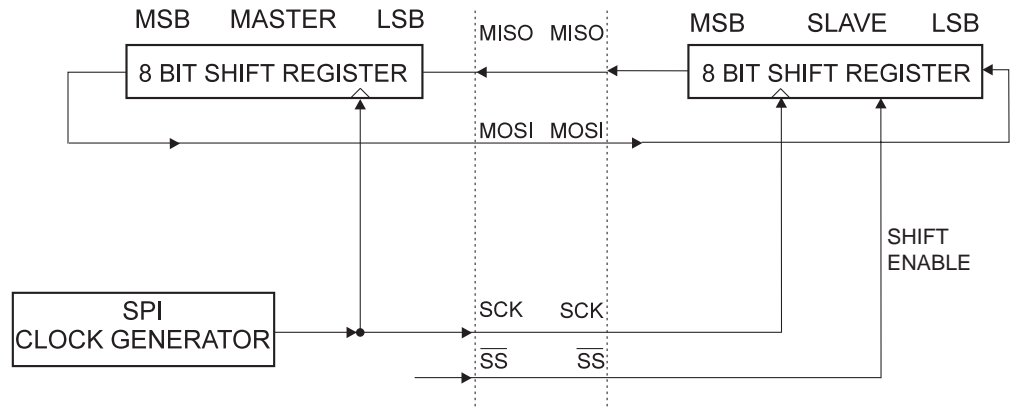 MSB MASTER LSB
MISO MISO
MSB SLAVE LSB
8 BIT SHIFT REGISTER
8 BIT SHIFT REGISTER
MOSI MOSI
SHIFT
ENABLE
SPI
CLOCK GENERATOR
SCK SCK
SS SS